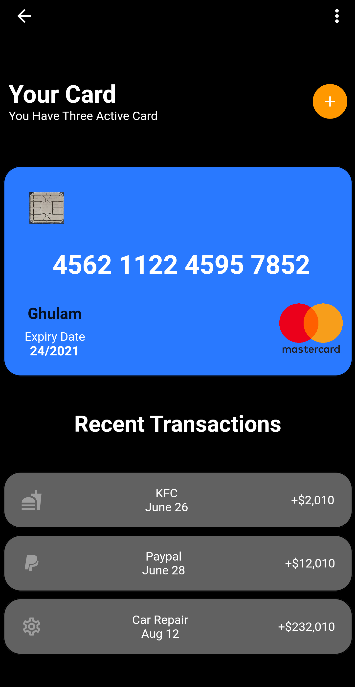 Your Card
You Have Three Active Card
4562 1122 4595 7852
Ghulam
Expiry Date
24/2021
mastercard
Recent Transactions
KFC
June 26
+$2,010
Paypal
June 28
+$12,010
Car Repair
Aug 12
+$232,010